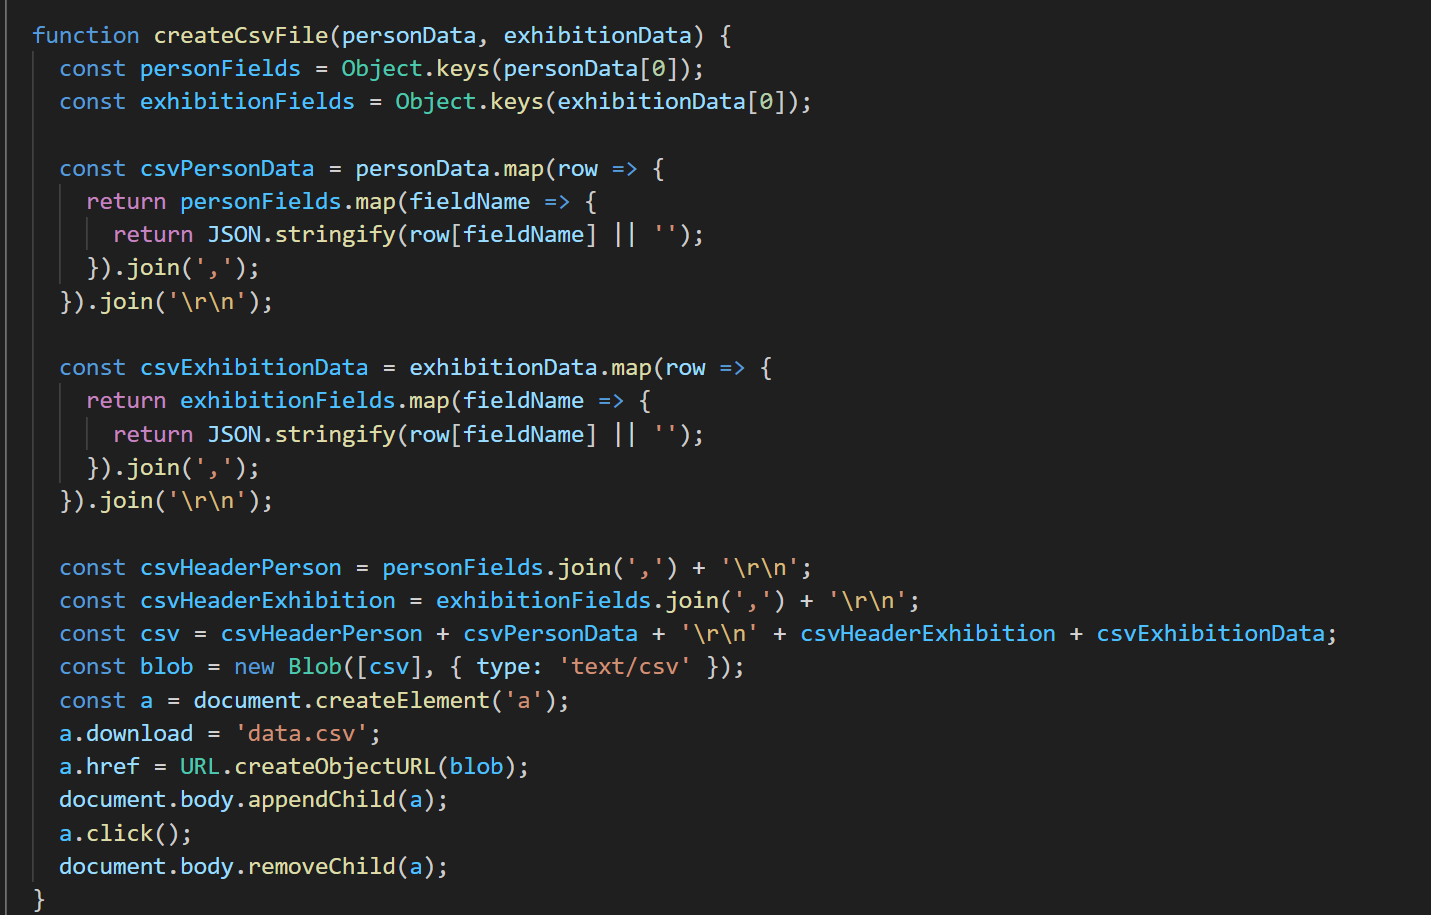 function createCsvFile(personData, exhibitionData) {
  const personFields = Object.keys(personData[0]);
  const exhibitionFields = Object.keys(exhibitionData[0]);

  const csvPersonData = personData.map(row => {
    return personFields.map(fieldName => {
      return JSON.stringify(row[fieldName] || '');
    }).join(',');
  }).join('\r\n');

  const csvExhibitionData = exhibitionData.map(row => {
    return exhibitionFields.map(fieldName => {
      return JSON.stringify(row[fieldName] || '');
    }).join(',');
  }).join('\r\n');

  const csvHeaderPerson = personFields.join(',') + '\r\n';
  const csvHeaderExhibition = exhibitionFields.join(',') + '\r\n';
  const csv = csvHeaderPerson + csvPersonData + '\r\n' + csvHeaderExhibition + csvExhibitionData;
  const blob = new Blob([csv], { type: 'text/csv' });
  const a = document.createElement('a');
  a.download = 'data.csv';
  a.href = URL.createObjectURL(blob);
  document.body.appendChild(a);
  a.click();
  document.body.removeChild(a);
}